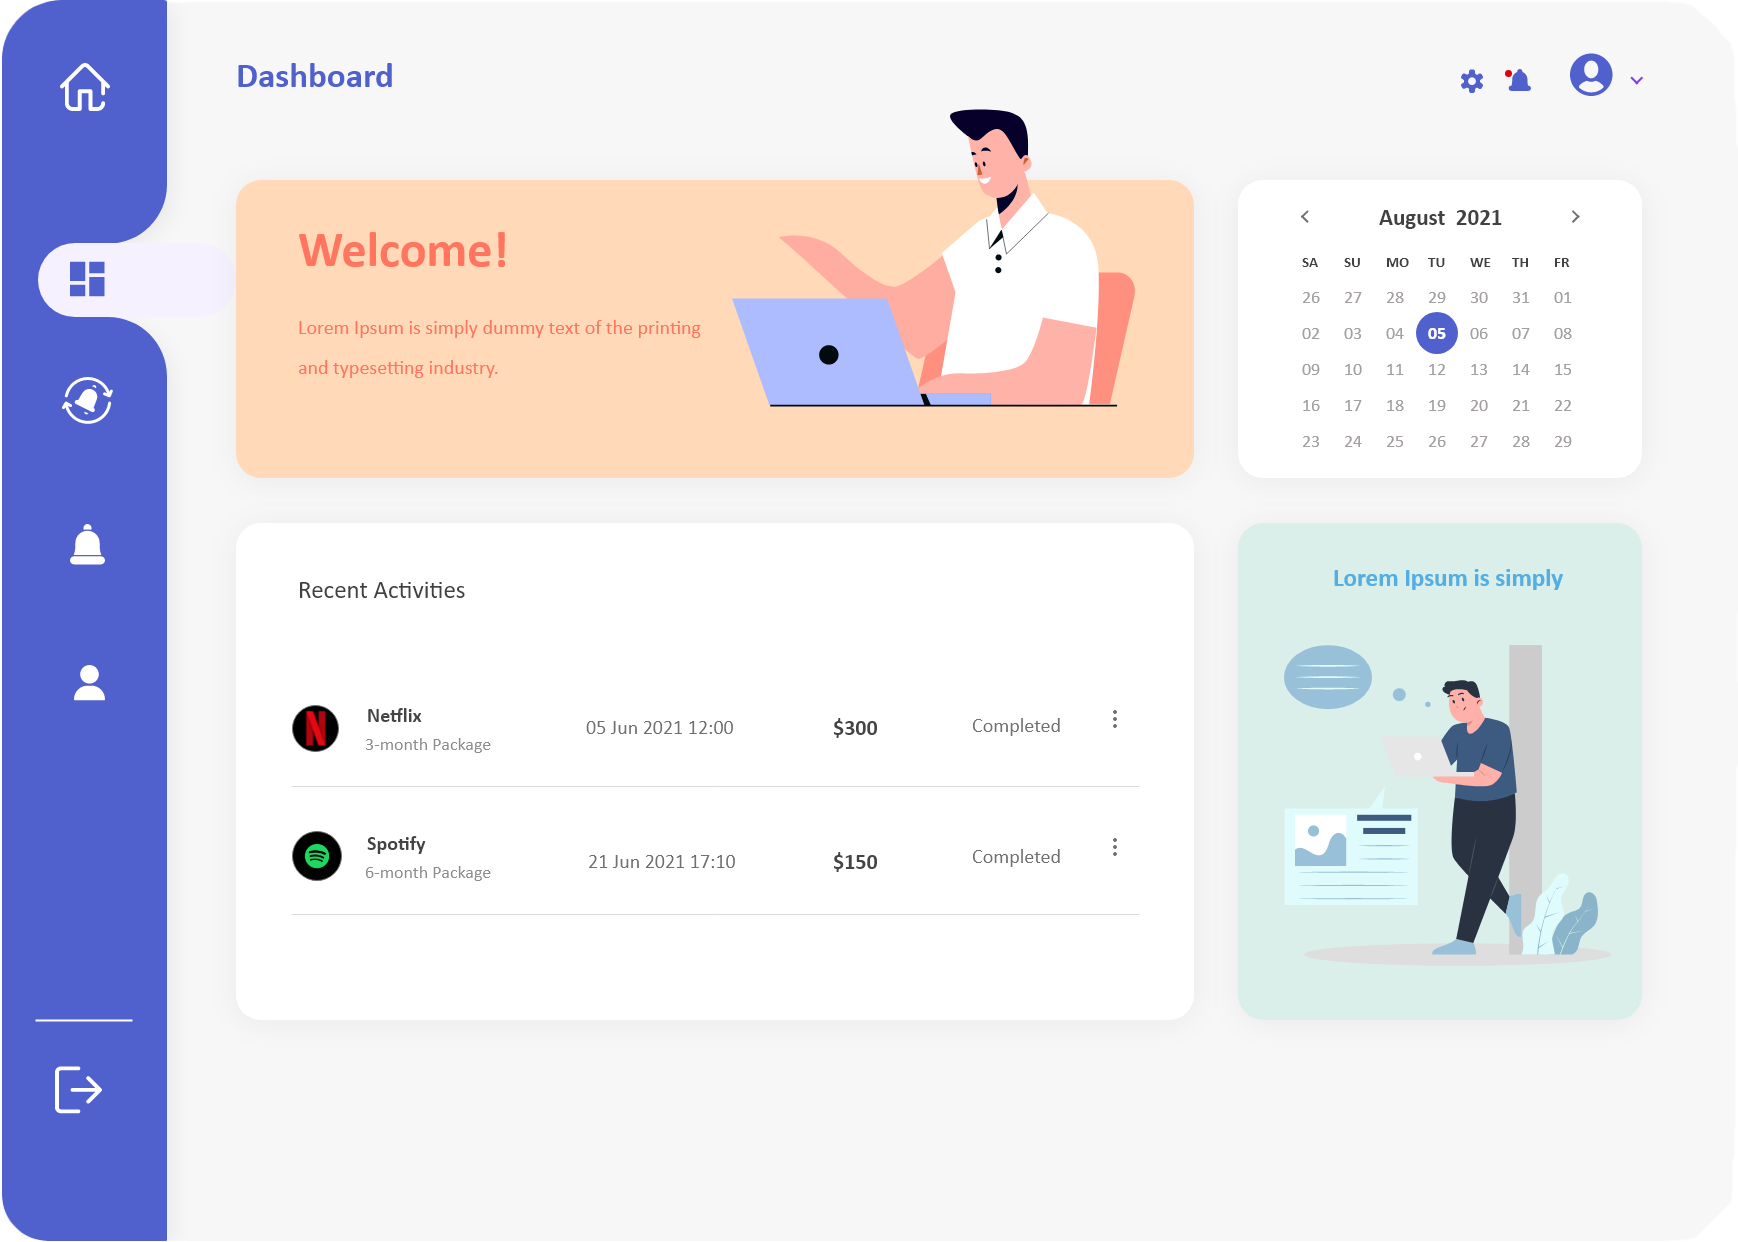 Dashboard
Welcome!
Lorem Ipsum is simply dummy text of the printing
and typesetting industry.
August 2021
SA SU MO TU WE TH FR
26 27 28 29 30 31 01
02 03 04 05 06 07 08
09 10 11 12 13 14 15
16 17 18 19 20 21 22
23 24 25 26 27 28 29
Recent Activities
Netflix
3-month Package
05 Jun 2021 12:00
$300
Completed
Spotify
6-month Package
21 Jun 2021 17:10
$150
Completed
Lorem Ipsum is simply